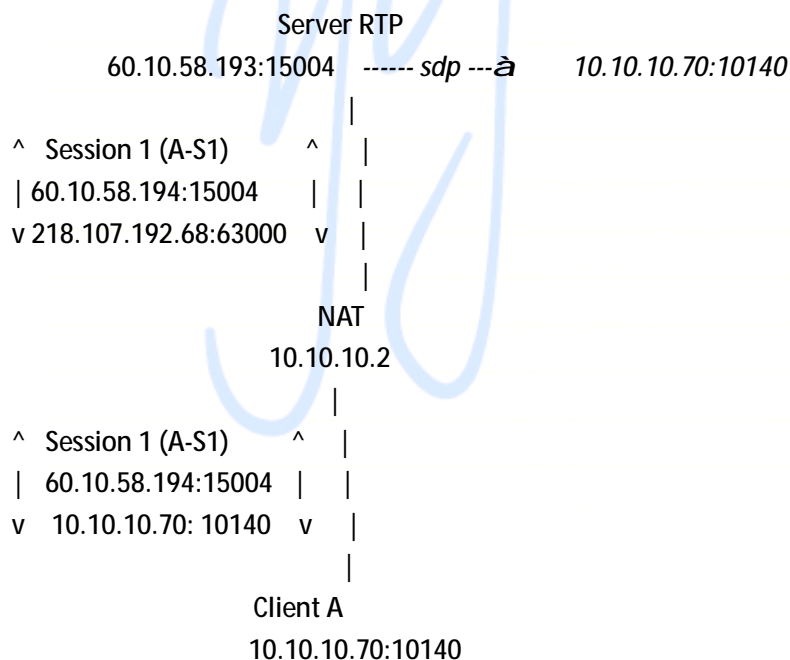 Server RTP
60.10.58.193:15004 ------ sdp ---à 10.10.10.70:10140
|
^ Session 1 (A-S1) ^ |
| 60.10.58.194:15004 | |
v 218.107.192.68:63000 v |
|
NAT
10.10.10.2
|
^ Session 1 (A-S1) ^ |
| 60.10.58.194:15004 | |
v 10.10.10.70: 10140 v |
|
Client A
10.10.10.70:10140